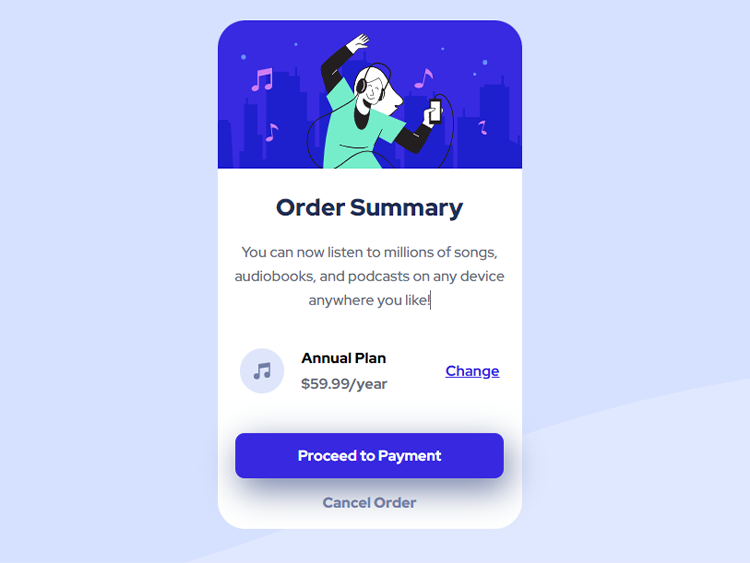 Order Summary
You can now listen to millions of songs,
audiobooks, and podcasts on any device
anywhere you like!
Annual Plan
$59.99/year
Change
Proceed to Payment
Cancel Order